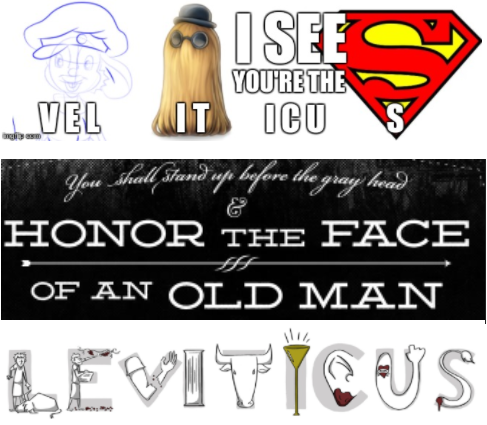 I SEE
YOU'RE THE
VEL IT ICU S
imgflip.com
You shall stand up before the gray head
&
HONOR THE FACE
OF AN OLD MAN
LEVITICUS